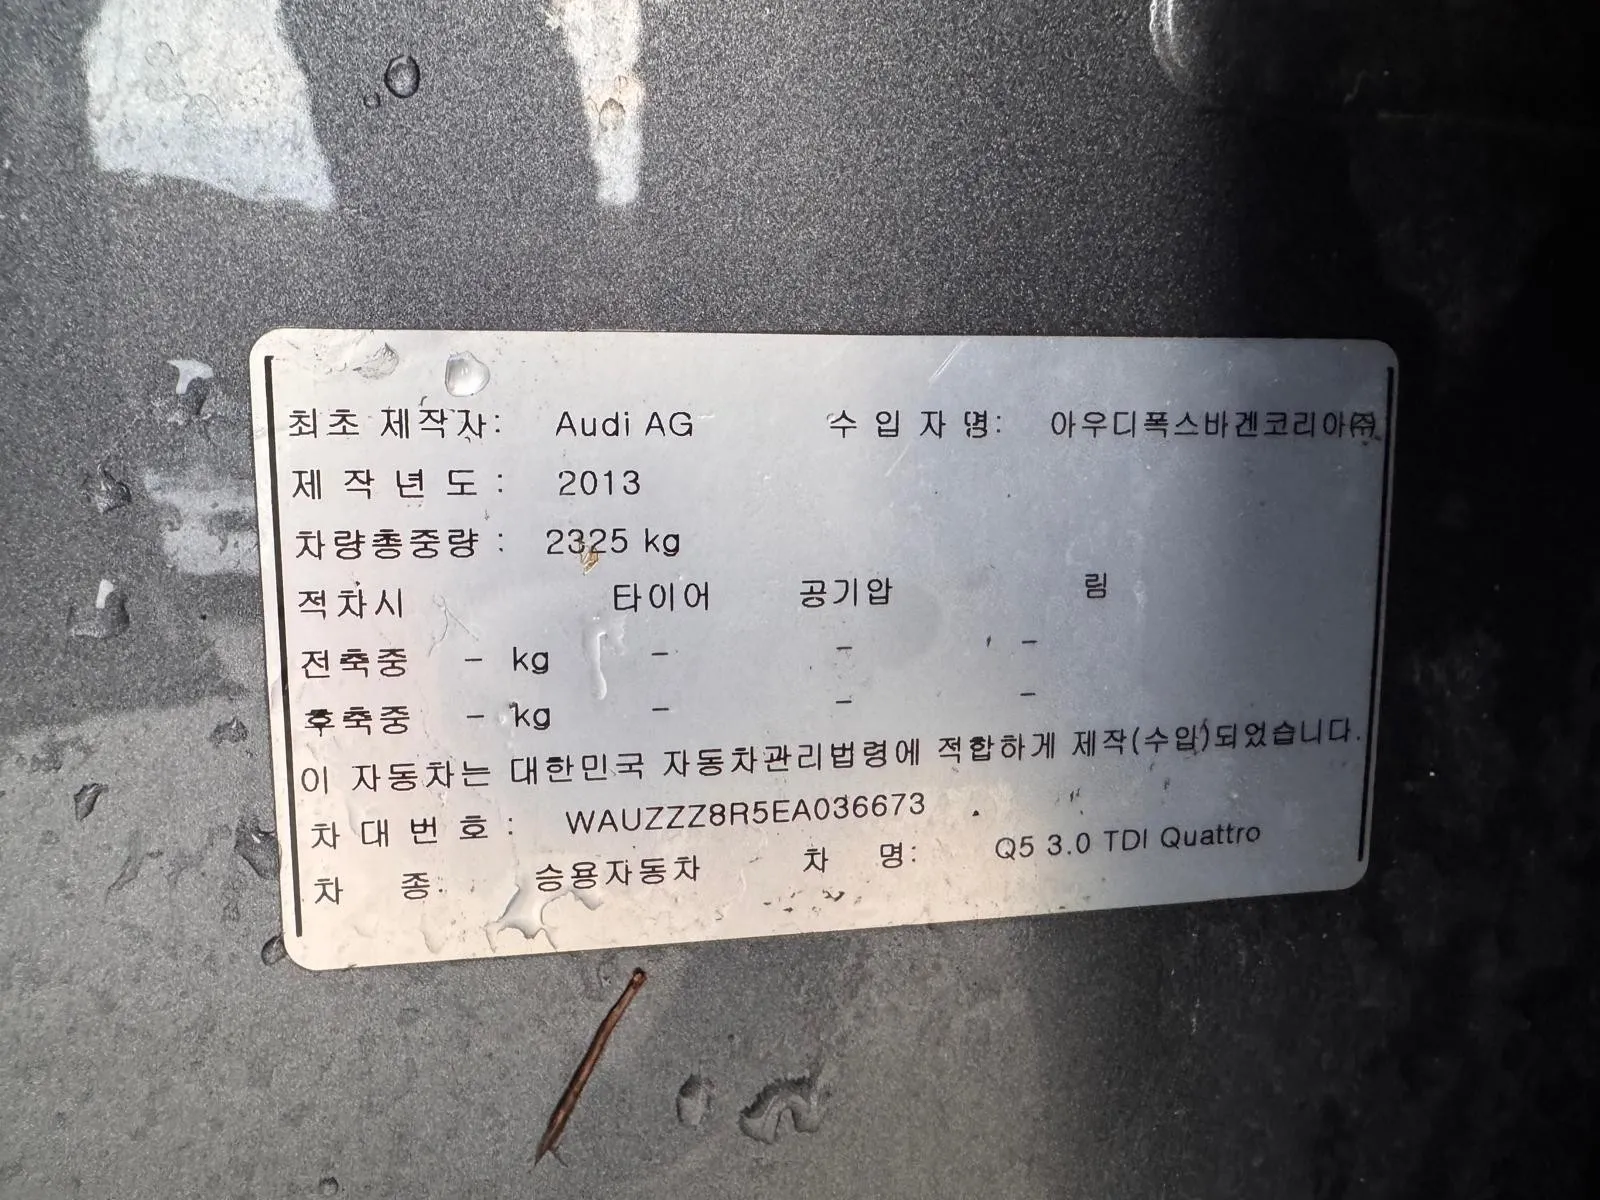 최초 제작자: Audi AG 수 입 자 명: 아우디폭스바겐코리아㈜
제 작 년 도 : 2013
차량총중량 : 2325 kg
적차시 타이어 공기압 림
전축중 - kg - - -
후축중 - kg - - -
이 자동차는 대한민국 자동차관리법령에 적합하게 제작(수입)되었습니다.
차 대 번 호 : WAUZZZ8R5EA036673
차 종: 승용자동차 차 명: Q5 3.0 TDI Quattro